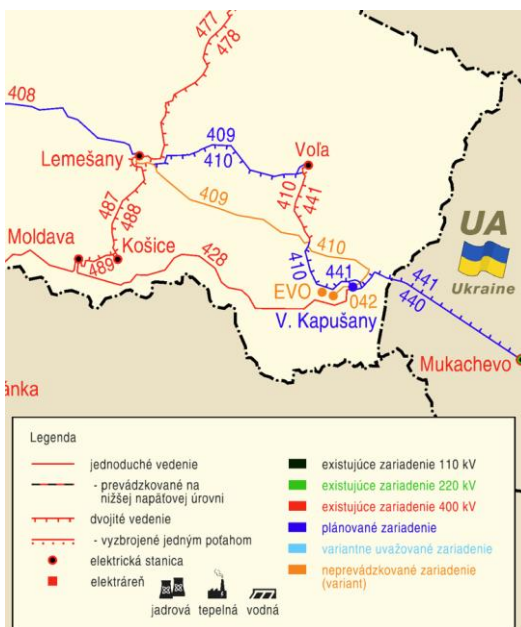 477
478
408
409
410
Lemešany
Voľa
409
410
441
487
488
Moldava
489
Košice
428
410
410
441
EVO
042
V. Kapušany
UA
Ukraine
441
440
Mukachevo
ánka
Legenda
jednoduché vedenie
- prevádzkované na
nižšej napäťovej úrovni
dvojité vedenie
- vyzbrojené jedným poťahom
elektrická stanica
elektráreň
jadrová tepelná vodná
existujúce zariadenie 110 kV
existujúce zariadenie 220 kV
existujúce zariadenie 400 kV
plánované zariadenie
variantne uvažované zariadenie
neprevádzkované zariadenie
(variant)